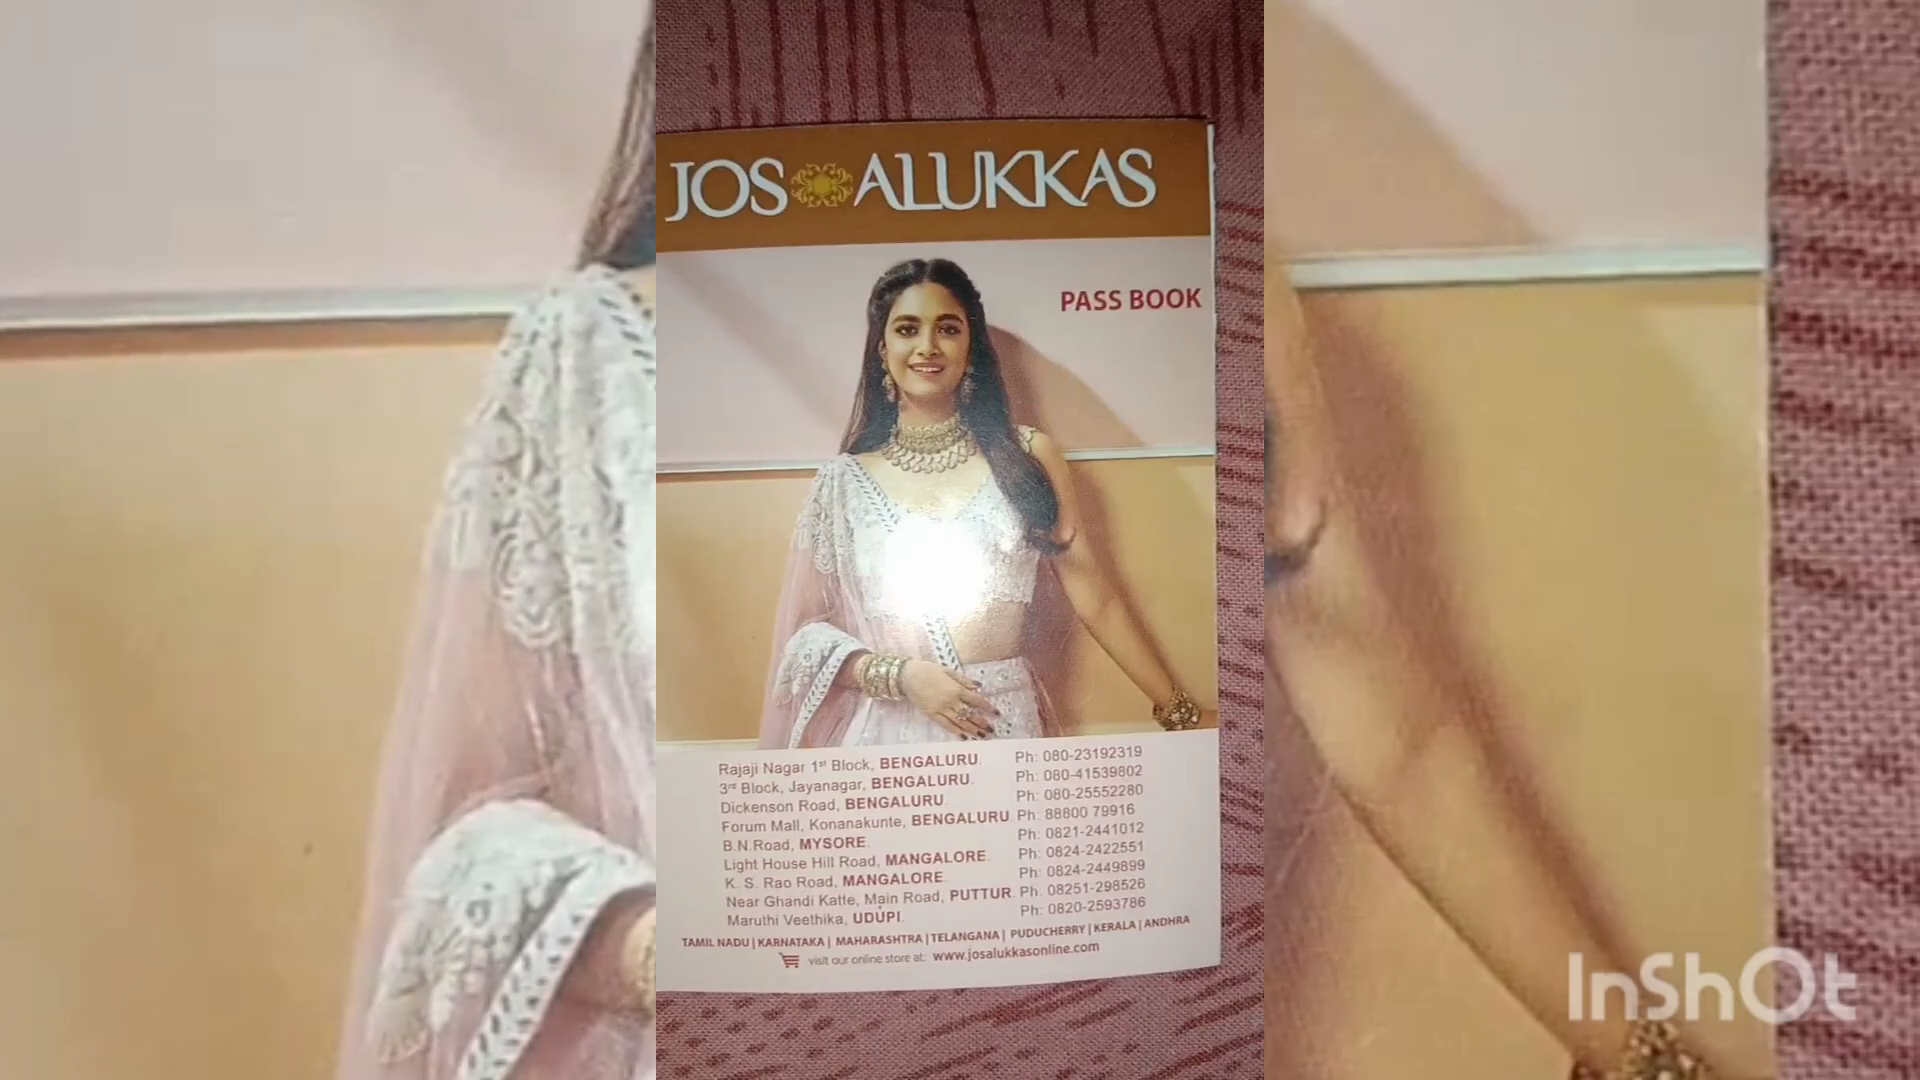 JOS ALUKKAS
PASS BOOK
Rajaji Nagar 1st Block, BENGALURU. Ph: 080-23192319
3rd Block, Jayanagar, BENGALURU. Ph: 080-41539802
Dickenson Road, BENGALURU. Ph: 080-25552280
Forum Mall, Konanakunte, BENGALURU. Ph: 88800 79916
B.N.Road, MYSORE. Ph: 0821-2441012
Light House Hill Road, MANGALORE. Ph: 0824-2422551
K. S. Rao Road, MANGALORE. Ph: 0824-2449899
Near Ghandi Katte, Main Road, PUTTUR. Ph: 08251-298526
Maruthi Veethika, UDUPI. Ph: 0820-2593786
TAMIL NADU | KARNATAKA | MAHARASHTRA | TELANGANA | PUDUCHERRY | KERALA | ANDHRA
visit our online store at: www.josalukkasonline.com
InShOt